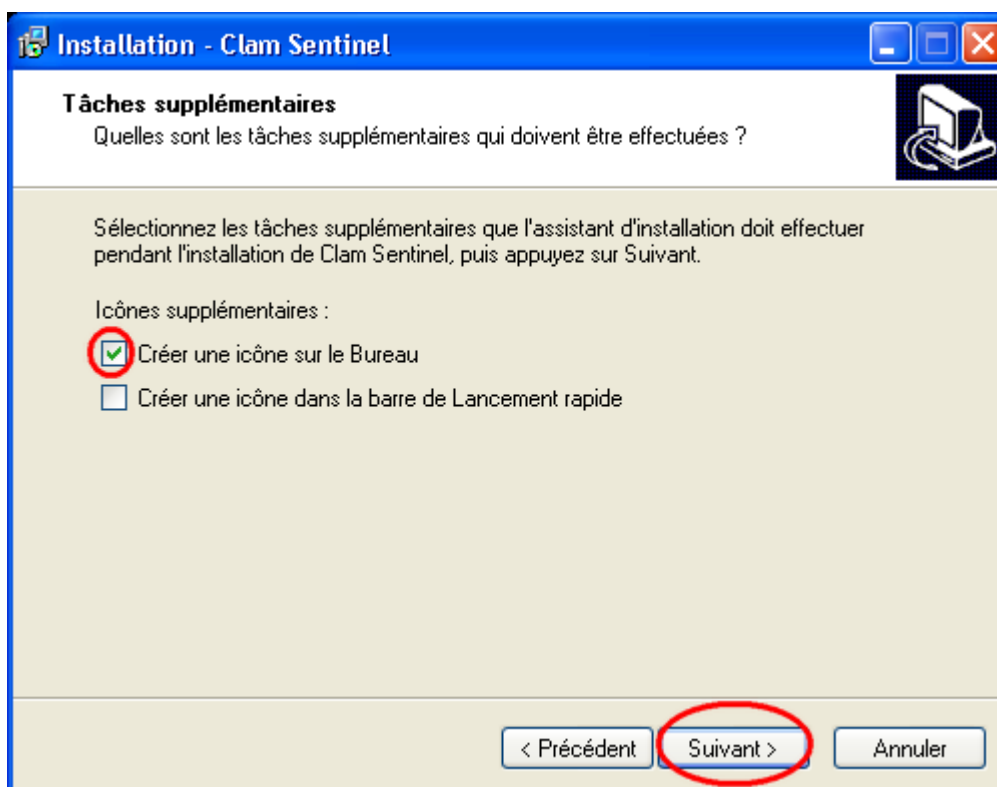 Installation - Clam Sentinel
Tâches supplémentaires
Quelles sont les tâches supplémentaires qui doivent être effectuées ?
Sélectionnez les tâches supplémentaires que l'assistant d'installation doit effectuer
pendant l'installation de Clam Sentinel, puis appuyez sur Suivant.
Icônes supplémentaires :
Créer une icône sur le Bureau
Créer une icône dans la barre de Lancement rapide
< Précédent Suivant > Annuler